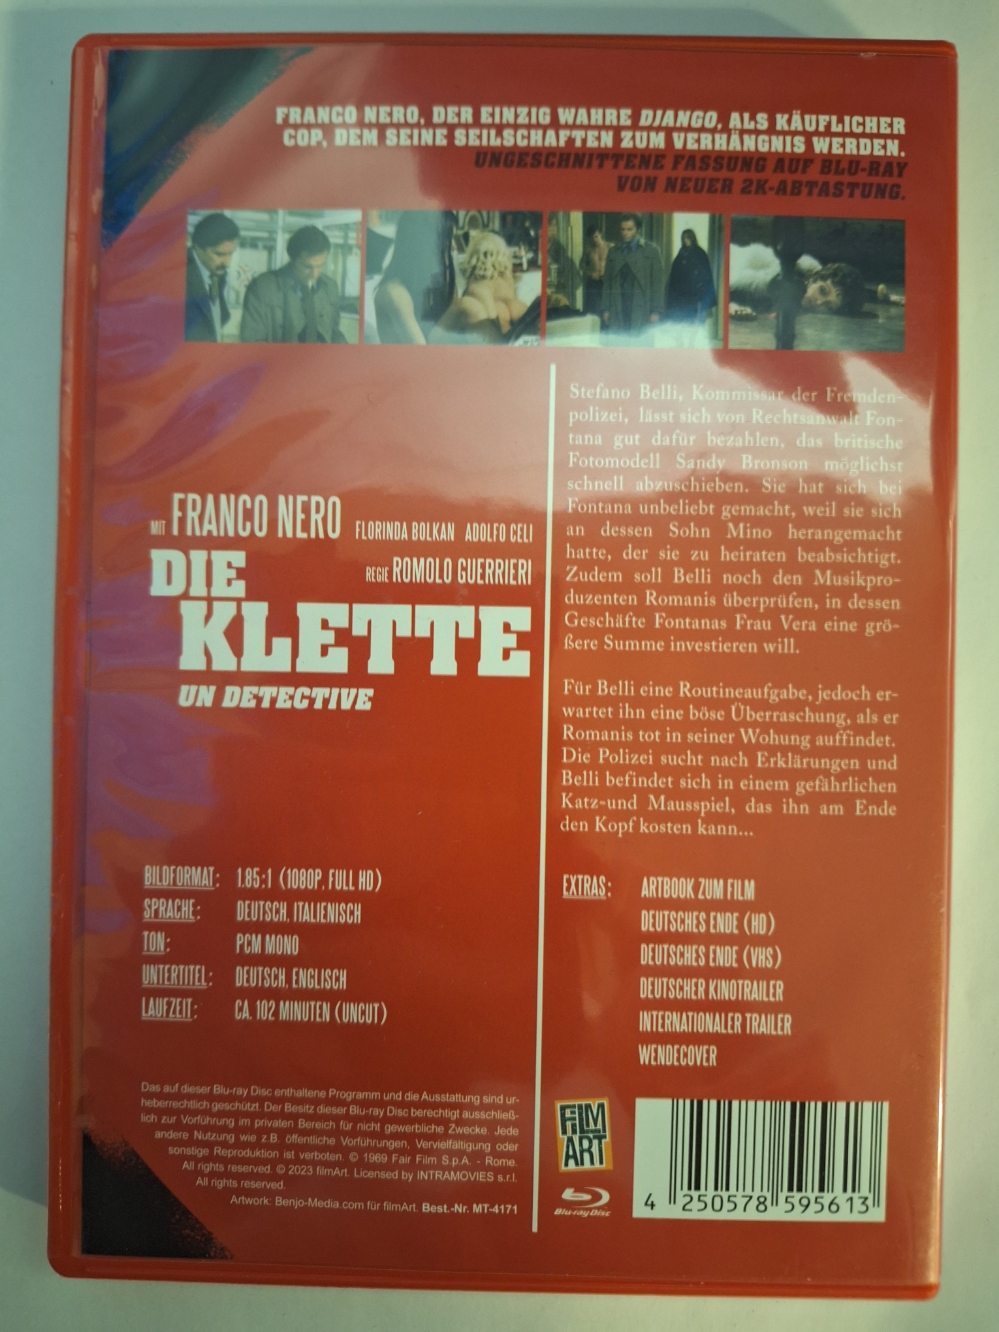 FRANCO NERO, DER EINZIG WAHRE DJANGO, ALS KÄUFLICHER
COP, DEM SEINE SEILSCHAFTEN ZUM VERHÄNGNIS WERDEN.
UNGESCHNITTENE FASSUNG AUF BLU-RAY
VON NEUER 2K-ABTASTUNG.
MIT FRANCO NERO FLORINDA BOLKAN ADOLFO CELI
REGIE ROMOLO GUERRIERI
DIE
KLETTE
UN DETECTIVE
Stefano Belli, Kommissar der Fremden-
polizei, lässt sich von Rechtsanwalt Fon-
tana gut dafür bezahlen, das britische
Fotomodell Sandy Bronson möglichst
schnell abzuschieben. Sie hat sich bei
Fontana unbeliebt gemacht, weil sie sich
an dessen Sohn Mino herangemacht
hatte, der sie zu heiraten beabsichtigt.
Zudem soll Belli noch den Musikpro-
duzenten Romanis überprüfen, in dessen
Geschäfte Fontanas Frau Vera eine grö-
ßere Summe investieren will.
Für Belli eine Routineaufgabe, jedoch er-
wartet ihn eine böse Überraschung, als er
Romanis tot in seiner Wohung auffindet.
Die Polizei sucht nach Erklärungen und
Belli befindet sich in einem gefährlichen
Katz-und Mausspiel, das ihn am Ende
den Kopf kosten kann...
BILDFORMAT: 1.85:1 (1080P, FULL HD)
SPRACHE: DEUTSCH, ITALIENISCH
TON: PCM MONO
UNTERTITEL: DEUTSCH, ENGLISCH
LAUFZEIT: CA. 102 MINUTEN (UNCUT)
EXTRAS: ARTBOOK ZUM FILM
DEUTSCHES ENDE (HD)
DEUTSCHES ENDE (VHS)
DEUTSCHER KINOTRAILER
INTERNATIONALER TRAILER
WENDECOVER
Das auf dieser Blu-ray Disc enthaltene Programm und die Ausstattung sind ur-
heberrechtlich geschützt. Der Besitz dieser Blu-ray Disc berechtigt ausschließ-
lich zur Vorführung im privaten Bereich für nicht gewerbliche Zwecke. Jede
andere Nutzung wie z.B. öffentliche Vorführungen, Vervielfältigung oder
sonstige Reproduktion ist verboten. © 1969 Fair Film S.p.A. - Rome.
All rights reserved. © 2023 filmArt. Licensed by INTRAMOVIES s.r.l.
All rights reserved.
Artwork: Benjo-Media.com für filmArt. Best.-Nr. MT-4171
FILM
ART
Blu-ray Disc
4 250578 595613